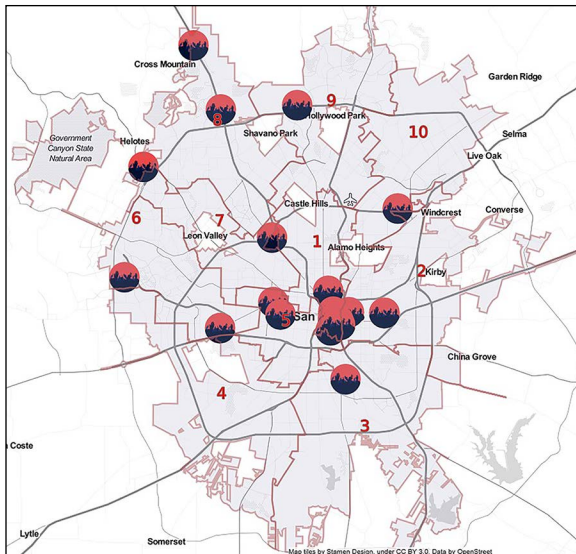 Cross Mountain
Garden Ridge
9
Hollywood Park
8
10
Government
Canyon State
Natural Area
Shavano Park
Selma
Helotes
Live Oak
Castle Hills
6
7
Windcrest
Converse
Leon Valley
1
Alamo Heights
2
Kirby
San
5
China Grove
4
3
Coste
Lytle
Somerset
Map tiles by Stamen Design, under CC BY 3.0. Data by OpenStreet